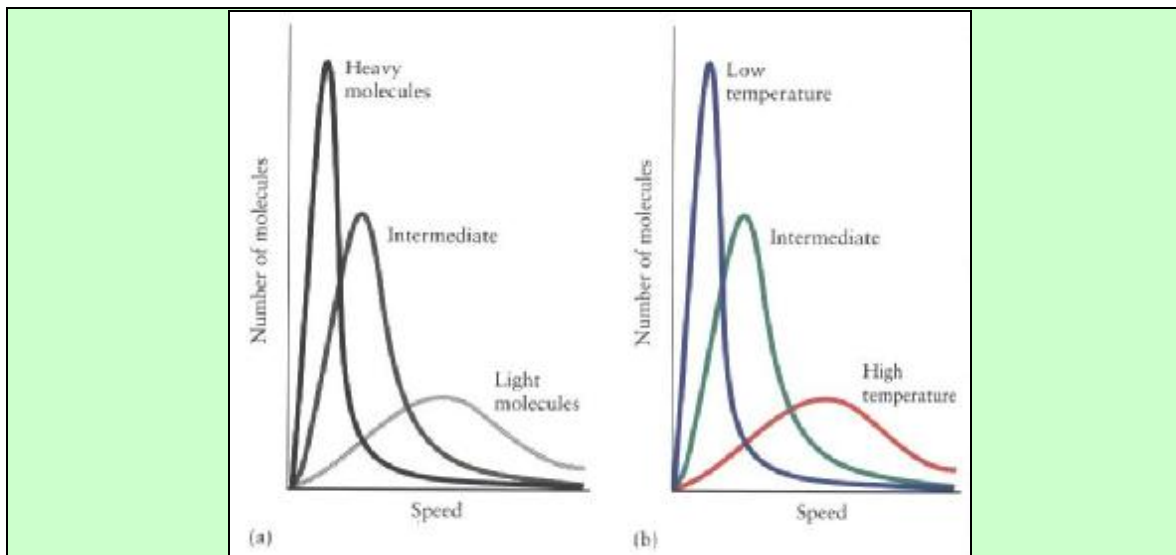 Number of molecules
Heavy
molecules
Intermediate
Light
molecules
Speed
(a)
Number of molecules
Low
temperature
Intermediate
High
temperature
Speed
(b)